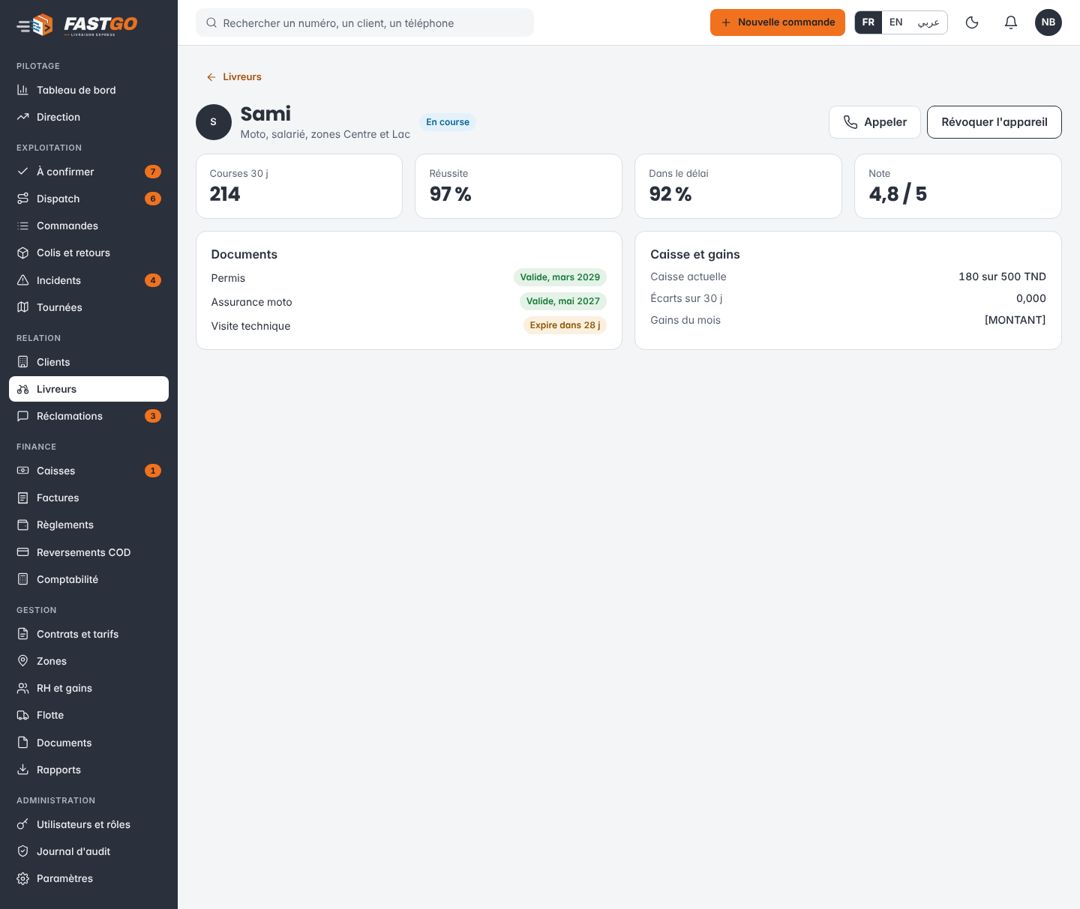 FASTGO
LIVRAISON EXPRESS
Rechercher un numéro, un client, un téléphone
+ Nouvelle commande
FR EN عربي
NB
PILOTAGE
Tableau de bord
Direction
EXPLOITATION
À confirmer 7
Dispatch 6
Commandes
Colis et retours
Incidents 4
Tournées
RELATION
Clients
Livreurs
Réclamations 3
FINANCE
Caisses 1
Factures
Règlements
Reversements COD
Comptabilité
GESTION
Contrats et tarifs
Zones
RH et gains
Flotte
Documents
Rapports
ADMINISTRATION
Utilisateurs et rôles
Journal d'audit
Paramètres
← Livreurs
S
Sami
Moto, salarié, zones Centre et Lac
En course
Appeler
Révoquer l'appareil
Courses 30 j
214
Réussite
97 %
Dans le délai
92 %
Note
4,8 / 5
Documents
Permis Valide, mars 2029
Assurance moto Valide, mai 2027
Visite technique Expire dans 28 j
Caisse et gains
Caisse actuelle 180 sur 500 TND
Écarts sur 30 j 0,000
Gains du mois [MONTANT]